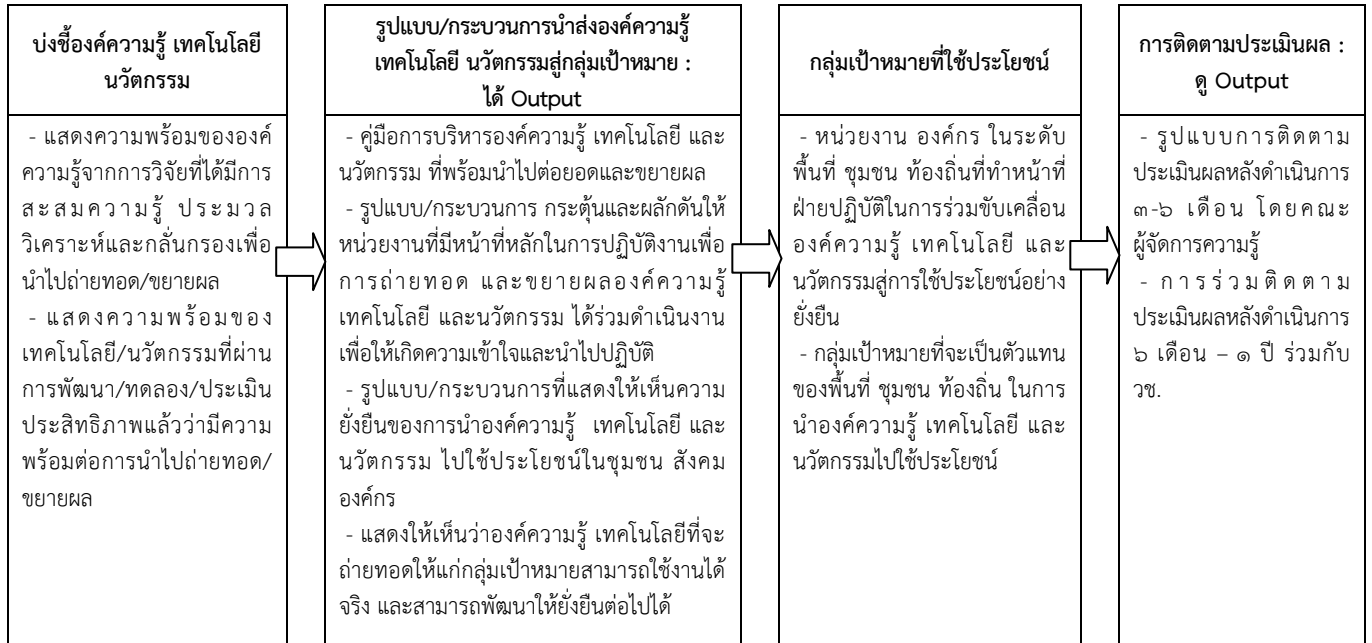 บ่งชี้องค์ความรู้ เทคโนโลยี
นวัตกรรม
- แสดงความพร้อมขององค์
ความรู้จากการวิจัยที่ได้มีการ
สะสมความรู้ ประมวล
วิเคราะห์และกลั่นกรองเพื่อ
นำไปถ่ายทอด/ขยายผล
- แสดงความพร้อมของ
เทคโนโลยี/นวัตกรรมที่ผ่าน
การพัฒนา/ทดลอง/ประเมิน
ประสิทธิภาพแล้วว่ามีความ
พร้อมต่อการนำไปถ่ายทอด/
ขยายผล
รูปแบบ/กระบวนการนำส่งองค์ความรู้
เทคโนโลยี นวัตกรรมสู่กลุ่มเป้าหมาย :
ได้ Output
- คู่มือการบริหารองค์ความรู้ เทคโนโลยี และ
นวัตกรรม ที่พร้อมนำไปต่อยอดและขยายผล
- รูปแบบ/กระบวนการ กระตุ้นและผลักดันให้
หน่วยงานที่มีหน้าที่หลักในการปฏิบัติงานเพื่อ
การถ่ายทอด และขยายผลองค์ความรู้
เทคโนโลยี และนวัตกรรม ได้ร่วมดำเนินงาน
เพื่อให้เกิดความเข้าใจและนำไปปฏิบัติ
- รูปแบบ/กระบวนการที่แสดงให้เห็นความ
ยั่งยืนของการนำองค์ความรู้ เทคโนโลยี และ
นวัตกรรม ไปใช้ประโยชน์ในชุมชน สังคม
องค์กร
- แสดงให้เห็นว่าองค์ความรู้ เทคโนโลยีที่จะ
ถ่ายทอดให้แก่กลุ่มเป้าหมายสามารถใช้งานได้
จริง และสามารถพัฒนาให้ยั่งยืนต่อไปได้
กลุ่มเป้าหมายที่ใช้ประโยชน์
- หน่วยงาน องค์กร ในระดับ
พื้นที่ ชุมชน ท้องถิ่นที่ทำหน้าที่
ฝ่ายปฏิบัติในการร่วมขับเคลื่อน
องค์ความรู้ เทคโนโลยี และ
นวัตกรรมสู่การใช้ประโยชน์อย่าง
ยั่งยืน
- กลุ่มเป้าหมายที่จะเป็นตัวแทน
ของพื้นที่ ชุมชน ท้องถิ่น ในการ
นำองค์ความรู้ เทคโนโลยี และ
นวัตกรรมไปใช้ประโยชน์
การติดตามประเมินผล :
ดู Output
- รูปแบบการติดตาม
ประเมินผลหลังดำเนินการ
๓-๖ เดือน โดยคณะ
ผู้จัดการความรู้
- การร่วมติดตาม
ประเมินผลหลังดำเนินการ
๖ เดือน – ๑ ปี ร่วมกับ
วช.